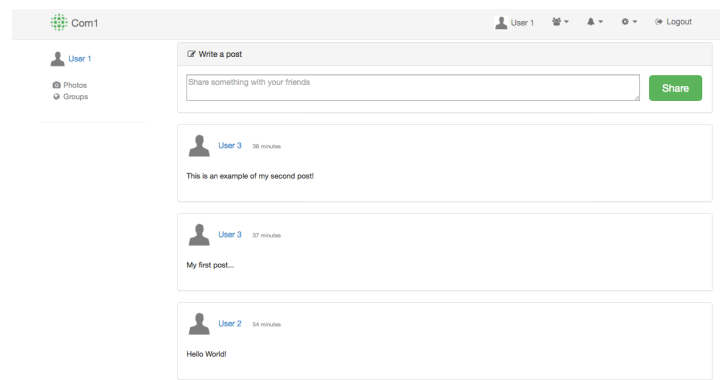 Com1
User 1
Logout
User 1
Photos
Groups
Write a post
Share something with your friends
Share
User 3 36 minutes
This is an example of my second post!
User 3 37 minutes
My first post...
User 2 54 minutes
Hello World!